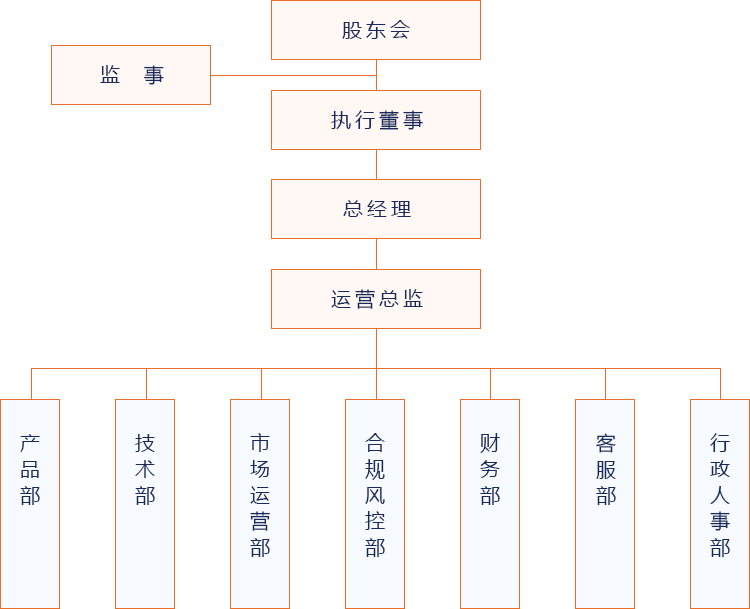 股东会
监 事
执行董事
总经理
运营总监
产品部
技术部
市场运营部
合规风控部
财务部
客服部
行政人事部